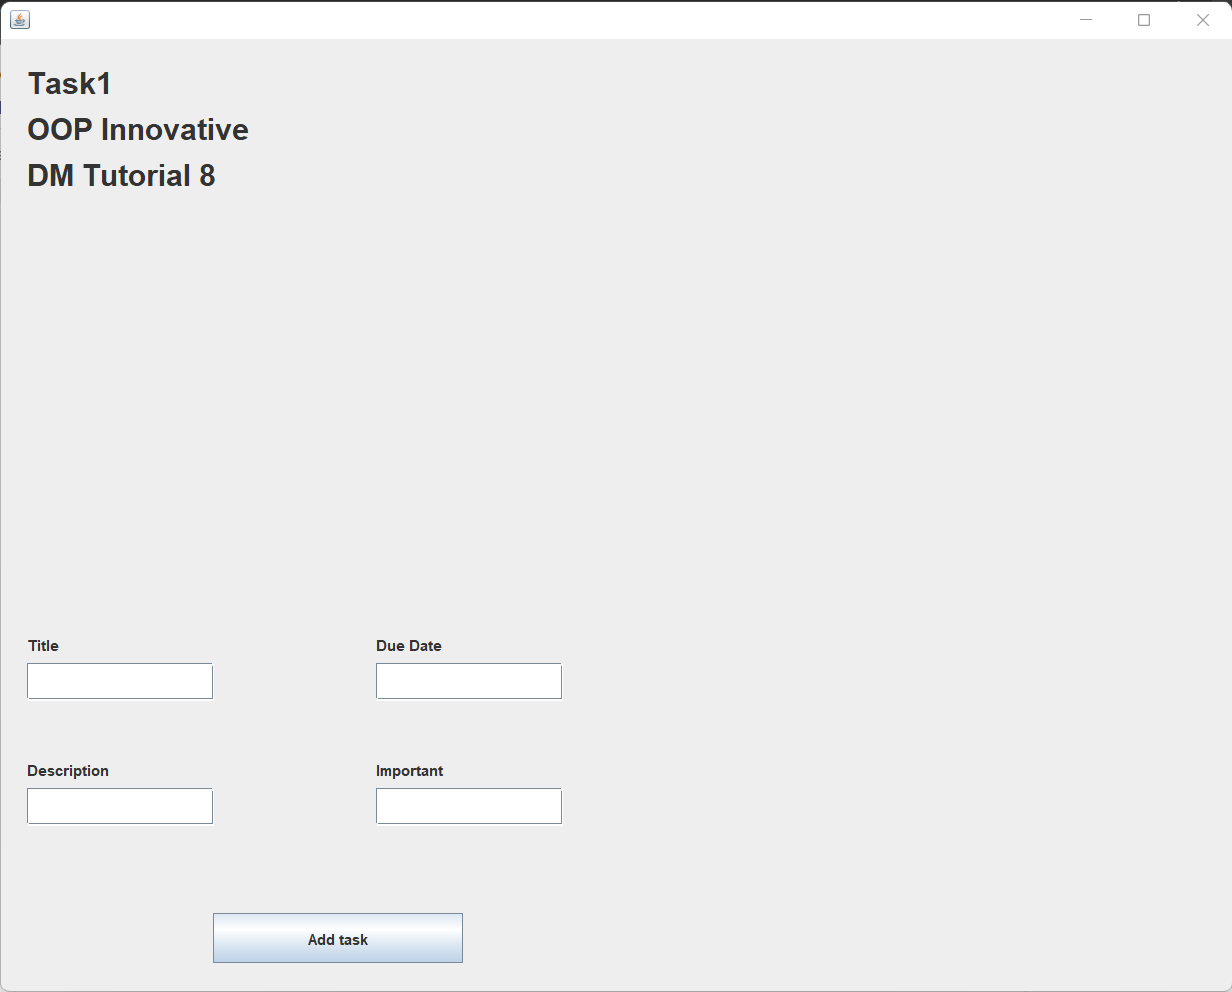 Task1
OOP Innovative
DM Tutorial 8
Title
Due Date
Description
Important
Add task